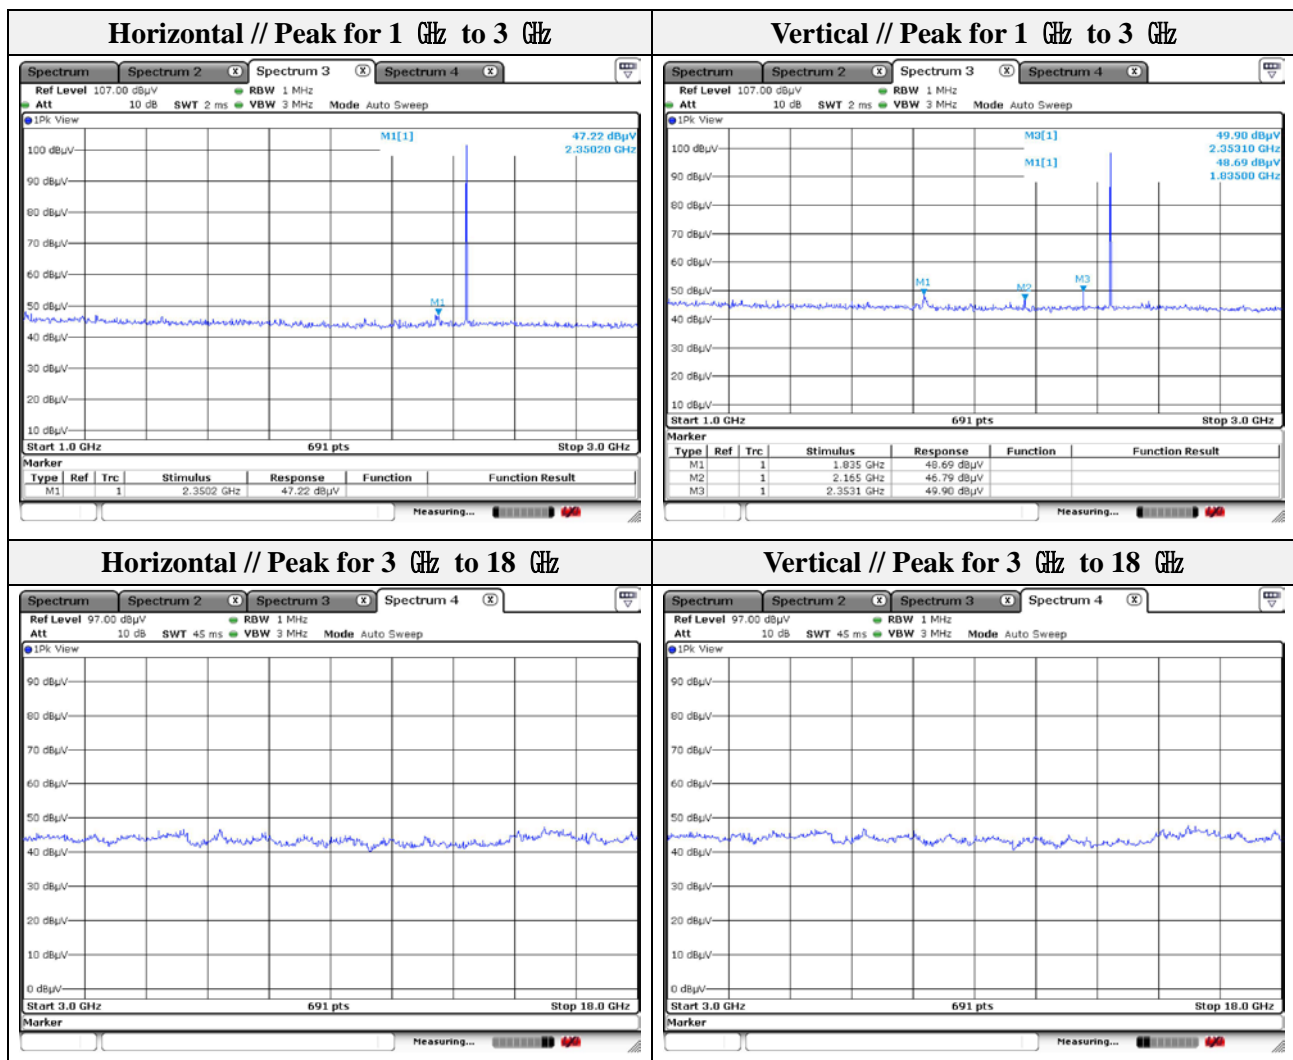 Horizontal // Peak for 1 ㎓ to 3 ㎓
Spectrum Spectrum 2 Spectrum 3 Spectrum 4
Ref Level 107.00 dBµV RBW 1 MHz
Att 10 dB SWT 2 ms VBW 3 MHz Mode Auto Sweep
1Pk View
M1[1] 47.22 dBµV
2.35020 GHz
100 dBµV
90 dBµV
80 dBµV
70 dBµV
60 dBµV
50 dBµV
M1
40 dBµV
30 dBµV
20 dBµV
10 dBµV
Start 1.0 GHz 691 pts Stop 3.0 GHz
Marker
Type Ref Trc Stimulus Response Function Function Result
M1 1 2.3502 GHz 47.22 dBµV
Measuring...
Vertical // Peak for 1 ㎓ to 3 ㎓
Spectrum Spectrum 2 Spectrum 3 Spectrum 4
Ref Level 107.00 dBµV RBW 1 MHz
Att 10 dB SWT 2 ms VBW 3 MHz Mode Auto Sweep
1Pk View
M3[1] 49.90 dBµV
2.35310 GHz
M1[1] 48.69 dBµV
1.83500 GHz
100 dBµV
90 dBµV
80 dBµV
70 dBµV
60 dBµV
50 dBµV
M1 M2 M3
40 dBµV
30 dBµV
20 dBµV
10 dBµV
Start 1.0 GHz 691 pts Stop 3.0 GHz
Marker
Type Ref Trc Stimulus Response Function Function Result
M1 1 1.835 GHz 48.69 dBµV
M2 1 2.165 GHz 46.79 dBµV
M3 1 2.3531 GHz 49.90 dBµV
Measuring...
Horizontal // Peak for 3 ㎓ to 18 ㎓
Spectrum Spectrum 2 Spectrum 3 Spectrum 4
Ref Level 97.00 dBµV RBW 1 MHz
Att 10 dB SWT 45 ms VBW 3 MHz Mode Auto Sweep
1Pk View
90 dBµV
80 dBµV
70 dBµV
60 dBµV
50 dBµV
40 dBµV
30 dBµV
20 dBµV
10 dBµV
0 dBµV
Start 3.0 GHz 691 pts Stop 18.0 GHz
Marker
Measuring...
Vertical // Peak for 3 ㎓ to 18 ㎓
Spectrum Spectrum 2 Spectrum 3 Spectrum 4
Ref Level 97.00 dBµV RBW 1 MHz
Att 10 dB SWT 45 ms VBW 3 MHz Mode Auto Sweep
1Pk View
90 dBµV
80 dBµV
70 dBµV
60 dBµV
50 dBµV
40 dBµV
30 dBµV
20 dBµV
10 dBµV
0 dBµV
Start 3.0 GHz 691 pts Stop 18.0 GHz
Marker
Measuring...